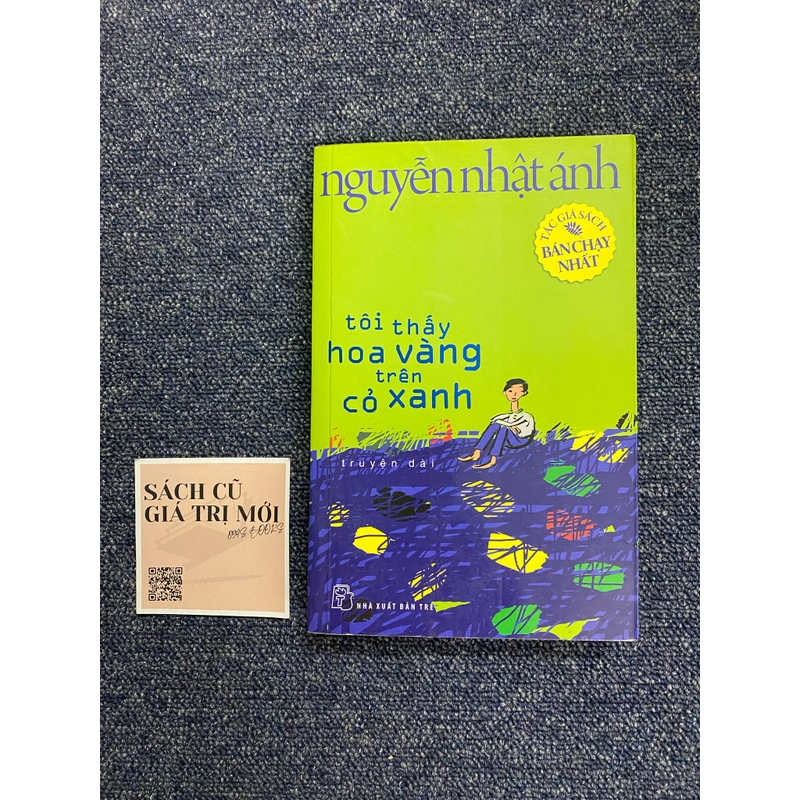 nguyễn nhật ánh
TÁC GIẢ SÁCH
BÁN CHẠY
NHẤT
tôi thấy
hoa vàng
trên
cỏ xanh
truyện dài
NHÀ XUẤT BẢN TRẺ
SÁCH CŨ
GIÁ TRỊ MỚI